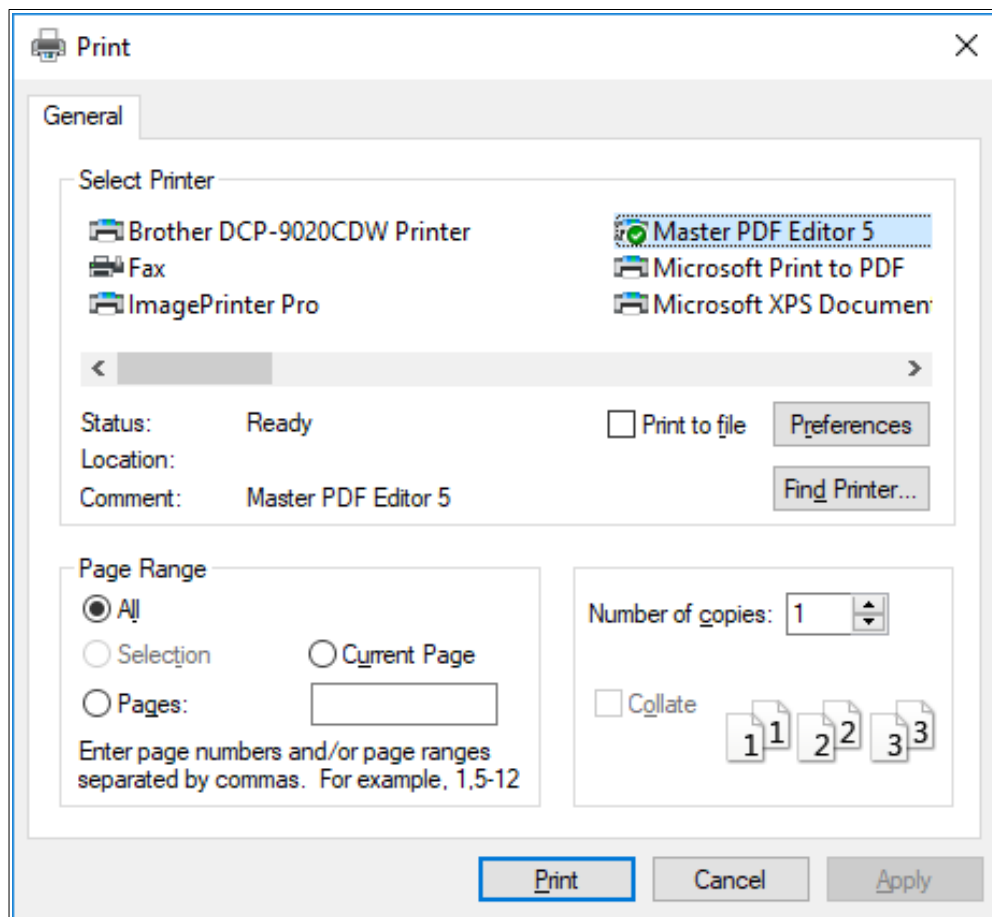 Print
General
Select Printer
Brother DCP-9020CDW Printer
Master PDF Editor 5
Fax
Microsoft Print to PDF
ImagePrinter Pro
Microsoft XPS Documen
Status: Ready
Print to file
Preferences
Location:
Comment: Master PDF Editor 5
Find Printer...
Page Range
All
Selection
Current Page
Pages:
Enter page numbers and/or page ranges
separated by commas. For example, 1,5-12
Number of copies: 1
Collate
1 1 2 2 3 3
Print
Cancel
Apply